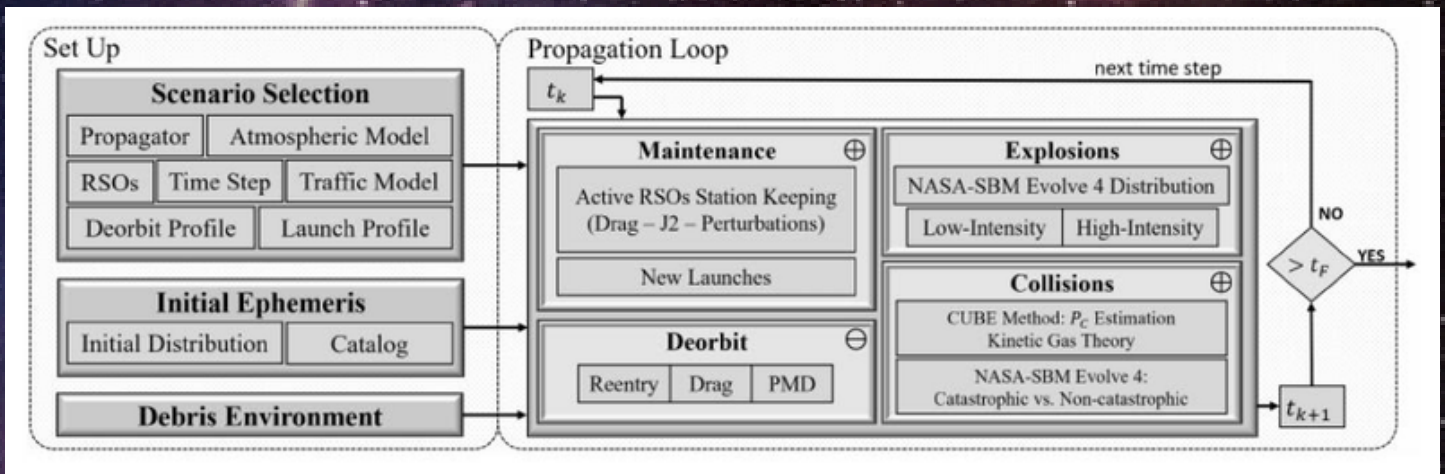 Set Up
Scenario Selection
Propagator
Atmospheric Model
RSOs
Time Step
Traffic Model
Deorbit Profile
Launch Profile
Initial Ephemeris
Initial Distribution
Catalog
Debris Environment
Propagation Loop
next time step
t_k
Maintenance ⊕
Active RSOs Station Keeping
(Drag – J2 – Perturbations)
New Launches
Deorbit ⊖
Reentry
Drag
PMD
Explosions ⊕
NASA-SBM Evolve 4 Distribution
Low-Intensity
High-Intensity
Collisions ⊕
CUBE Method: P_C Estimation
Kinetic Gas Theory
NASA-SBM Evolve 4:
Catastrophic vs. Non-catastrophic
t_{k+1}
> t_F
NO
YES